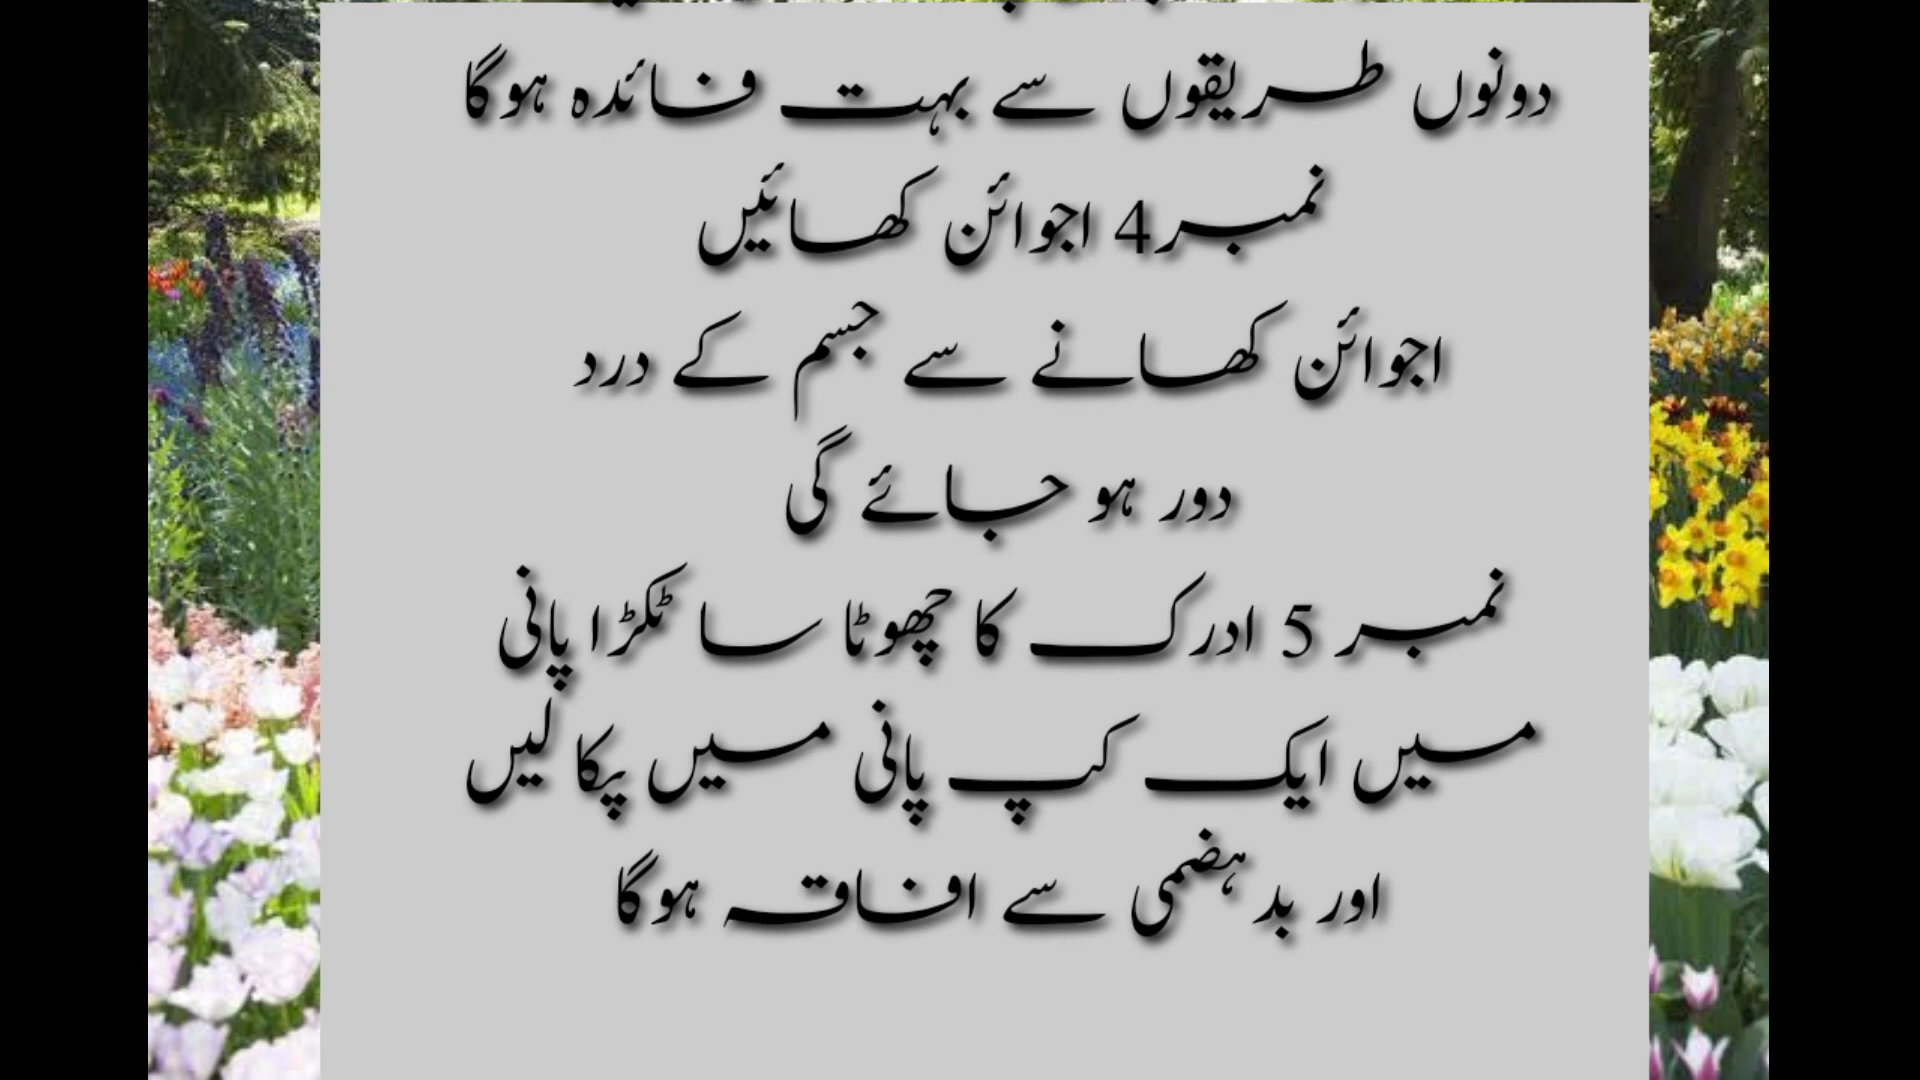 دونوں طریقوں سے بہت فائدہ ہوگا
نمبر4 اجوائن کھائیں
اجوائن کھانے سے جسم کے درد
دور ہو جائے گی
نمبر 5 ادرک کا چھوٹا سا ٹکڑا پانی
میں ایک کپ پانی میں پکا لیں
اور بد ہضمی سے افاقہ ہوگا